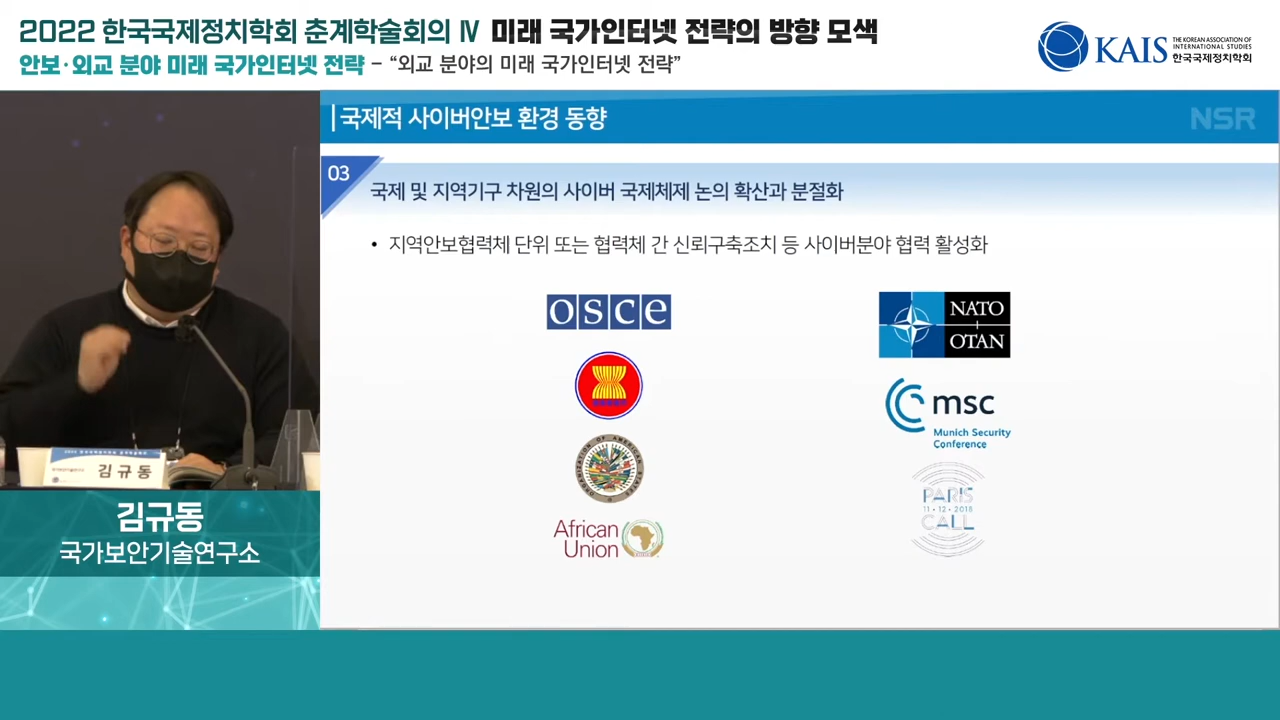 2022 한국국제정치학회 춘계학술회의 Ⅳ 미래 국가인터넷 전략의 방향 모색
안보·외교 분야 미래 국가인터넷 전략 – “외교 분야의 미래 국가인터넷 전략”
KAIS
THE KOREAN ASSOCIATION OF
INTERNATIONAL STUDIES
한국국제정치학회
국제적 사이버안보 환경 동향
NSR
03
국제 및 지역기구 차원의 사이버 국제체제 논의 확산과 분절화
• 지역안보협력체 단위 또는 협력체 간 신뢰구축조치 등 사이버분야 협력 활성화
osce
NATO
OTAN
msc
Munich Security
Conference
ORGANIZATION OF AMERICAN STATES
PARIS
11 • 12 • 2018
CALL
African
Union
김규동
김규동
국가보안기술연구소